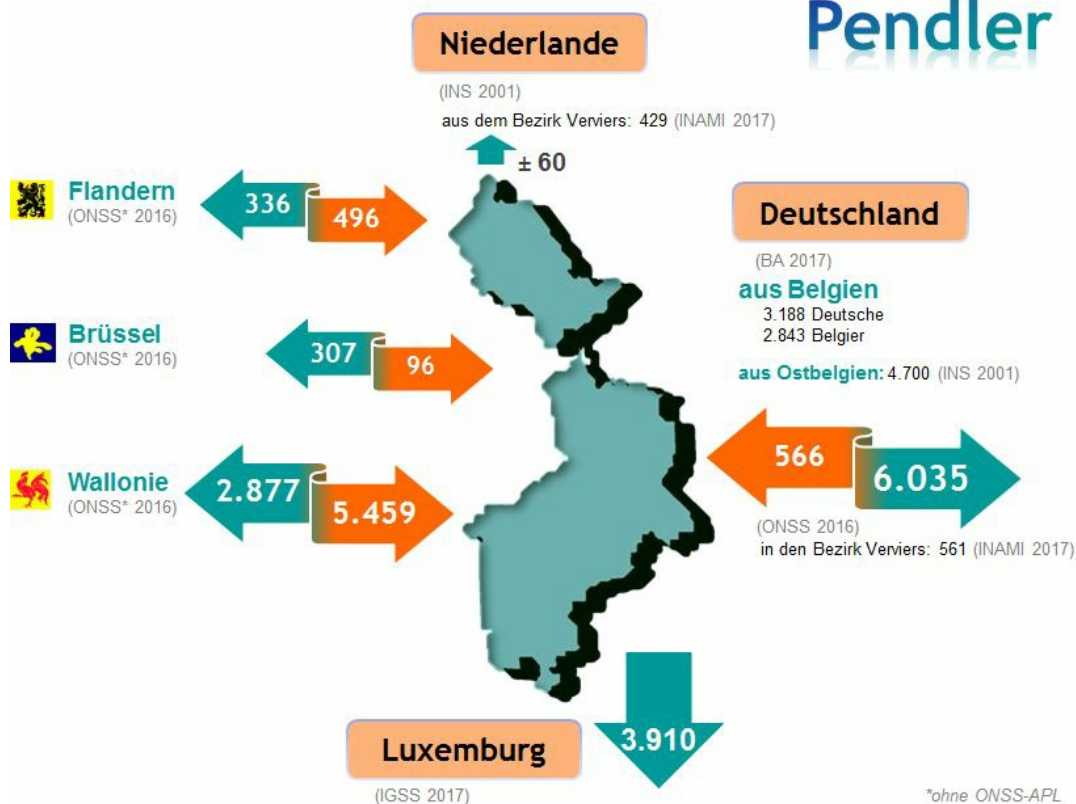 Pendler
Niederlande
(INS 2001)
aus dem Bezirk Verviers: 429 (INAMI 2017)
± 60
Flandern
(ONSS* 2016)
336
496
Deutschland
(BA 2017)
aus Belgien
3.188 Deutsche
2.843 Belgier
aus Ostbelgien: 4.700 (INS 2001)
Brüssel
(ONSS* 2016)
307
96
566
6.035
(ONSS 2016)
in den Bezirk Verviers: 561 (INAMI 2017)
Wallonie
(ONSS* 2016)
2.877
5.459
3.910
Luxemburg
(IGSS 2017)
*ohne ONSS-APL